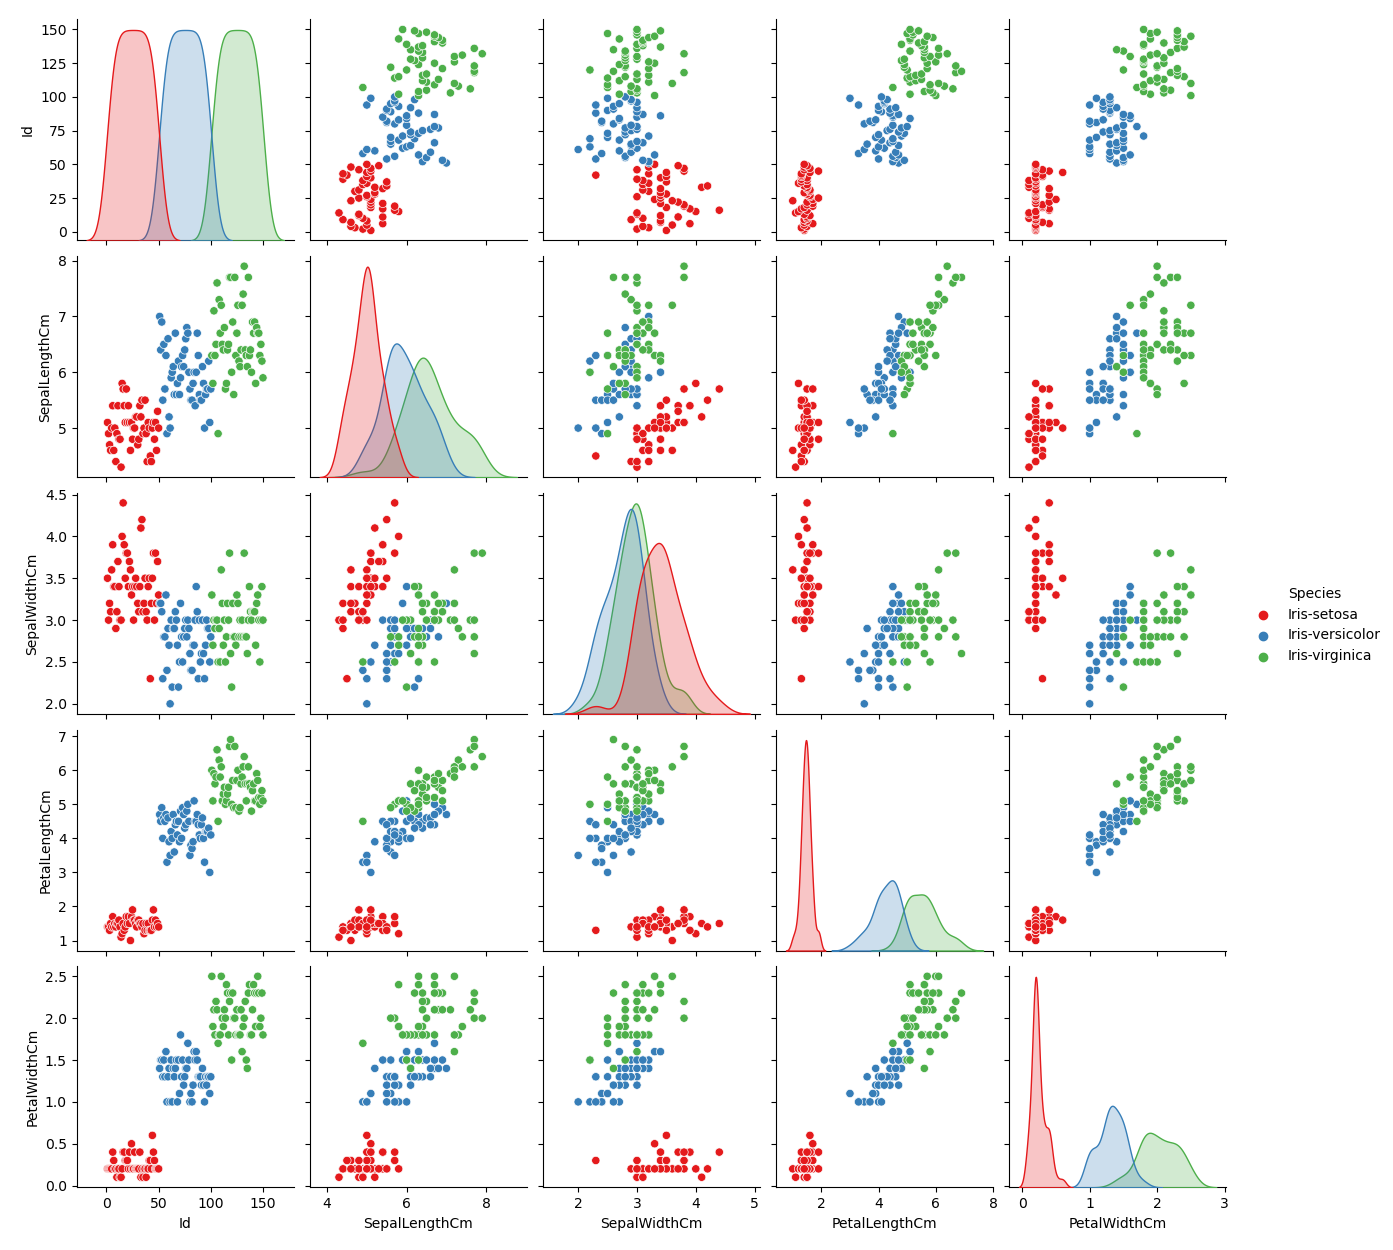 150
125
100
75
50
25
0
Id
8
7
6
5
SepalLengthCm
4.5
4.0
3.5
3.0
2.5
2.0
SepalWidthCm
Species
Iris-setosa
Iris-versicolor
Iris-virginica
7
6
5
4
3
2
1
PetalLengthCm
2.5
2.0
1.5
1.0
0.5
0.0
PetalWidthCm
0 50 100 150 4 6 8 2 3 4 5 2 4 6 8 0 1 2 3
Id SepalLengthCm SepalWidthCm PetalLengthCm PetalWidthCm